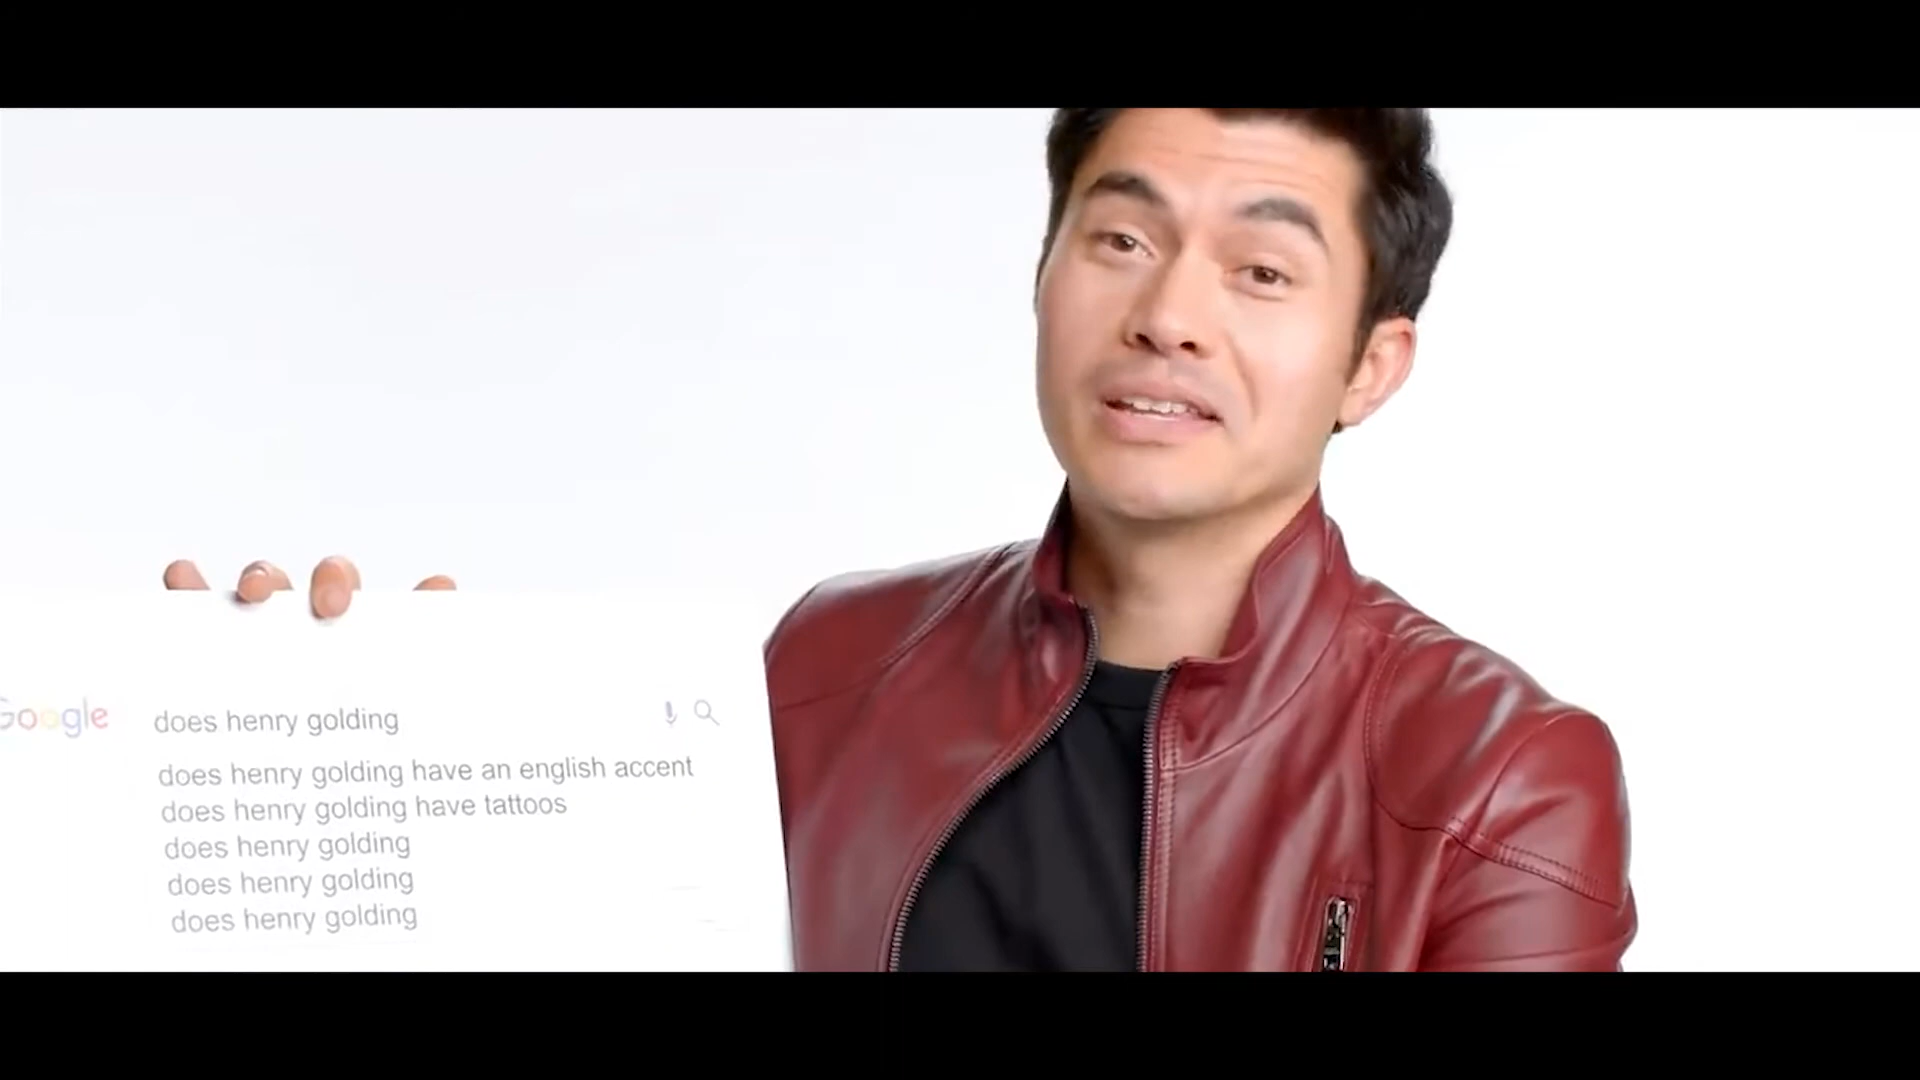 Google does henry golding
does henry golding have an english accent
does henry golding have tattoos
does henry golding
does henry golding
does henry golding